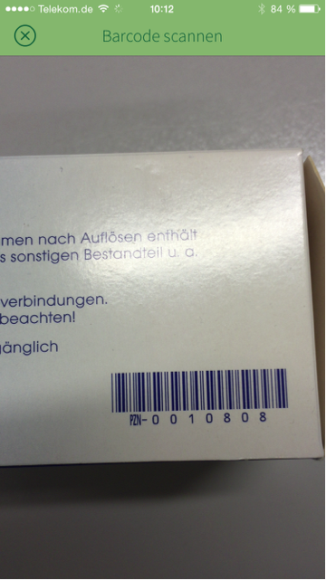 Telekom.de 10:12 84 %
Barcode scannen
men nach Auflösen enthält
s sonstigen Bestandteil u. a.
verbindungen.
beachten!
änglich
PZN-0010808